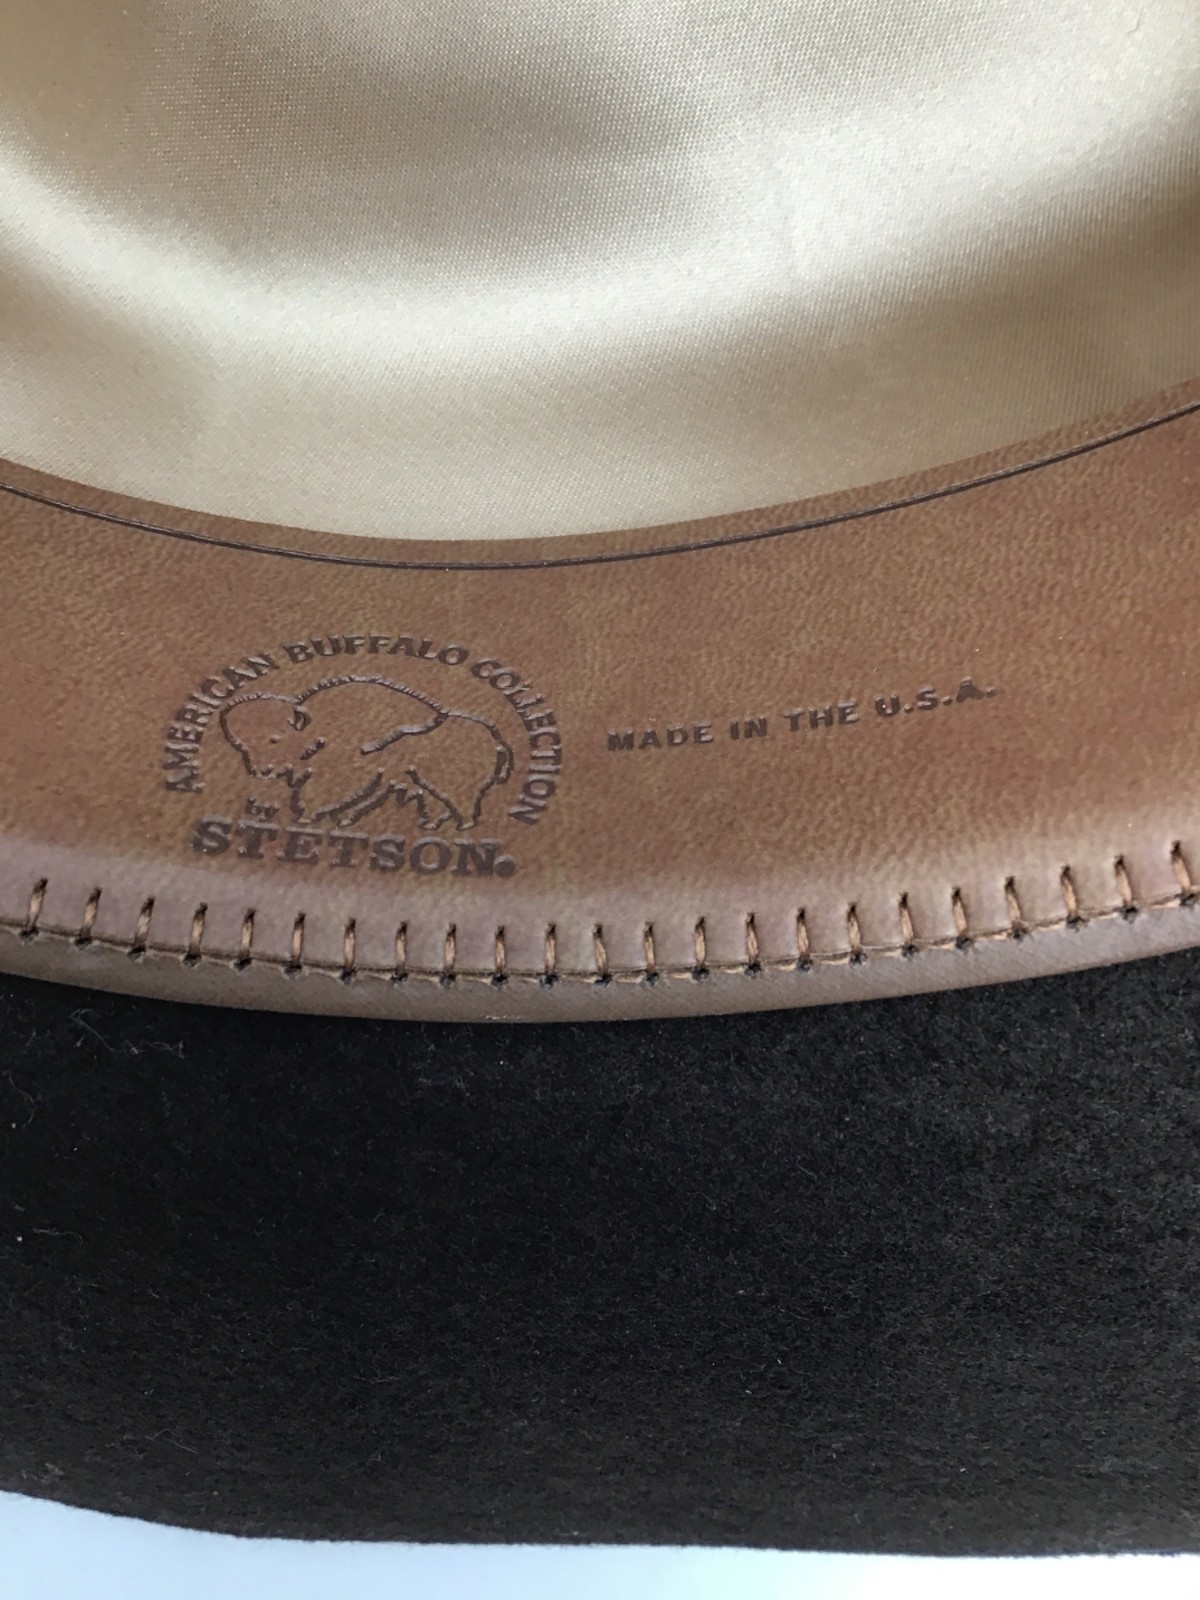 AMERICAN BUFFALO COLLECTION
by
STETSON.
MADE IN THE U.S.A.